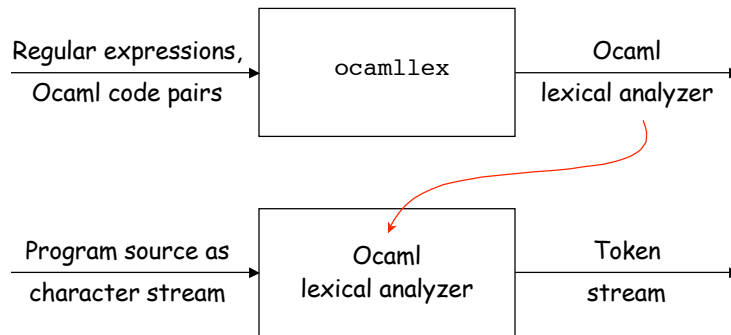 Regular expressions,
Ocaml code pairs
ocamllex
Ocaml
lexical analyzer
Program source as
character stream
Ocaml
lexical analyzer
Token
stream